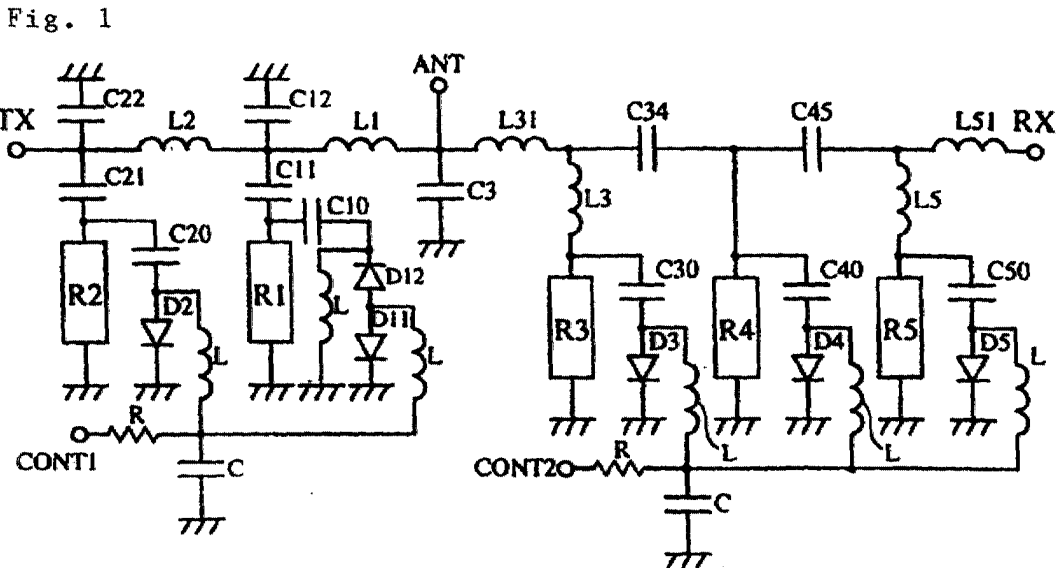 Fig. 1
ANT
TX
C22
C12
L2
L1
L31
C34
C45
L51
RX
C21
C11
C10
C3
L3
L5
C20
D12
C30
C40
C50
R2
D2
R1
L
D11
L
L
R3
D3
R4
D4
R5
D5
L
R
CONT1
C
CONT2
R
L
L
C